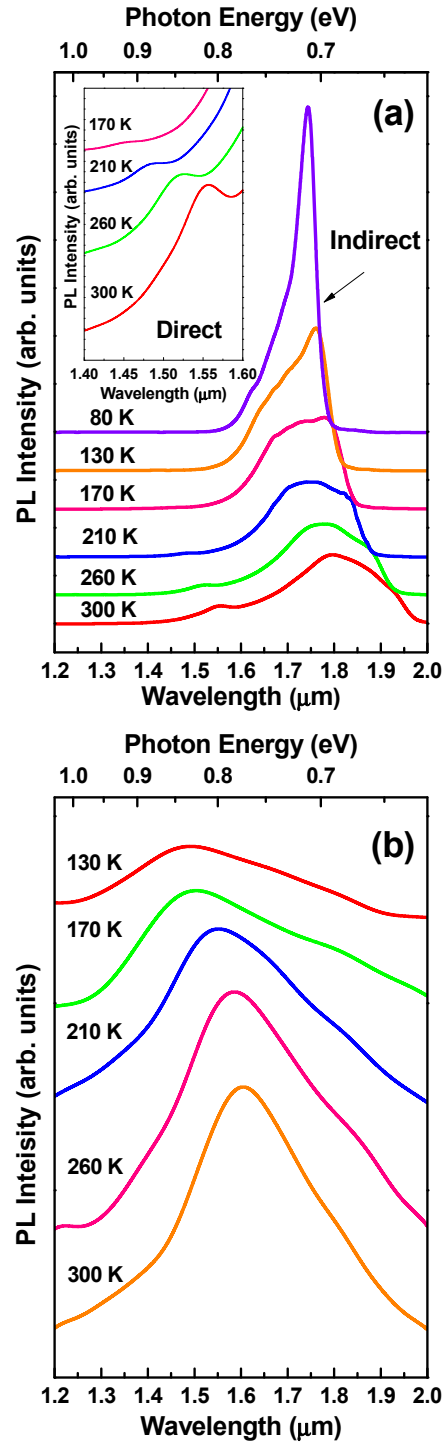 Photon Energy (eV)
1.0 0.9 0.8 0.7
(a)
PL Intensity (arb. units)
170 K
210 K
260 K
300 K
Direct
1.40 1.45 1.50 1.55 1.60
Wavelength (μm)
Indirect
PL Intensity (arb. units)
80 K
130 K
170 K
210 K
260 K
300 K
1.2 1.3 1.4 1.5 1.6 1.7 1.8 1.9 2.0
Wavelength (μm)
Photon Energy (eV)
1.0 0.9 0.8 0.7
(b)
PL Inteisity (arb. units)
130 K
170 K
210 K
260 K
300 K
1.2 1.3 1.4 1.5 1.6 1.7 1.8 1.9 2.0
Wavelength (μm)